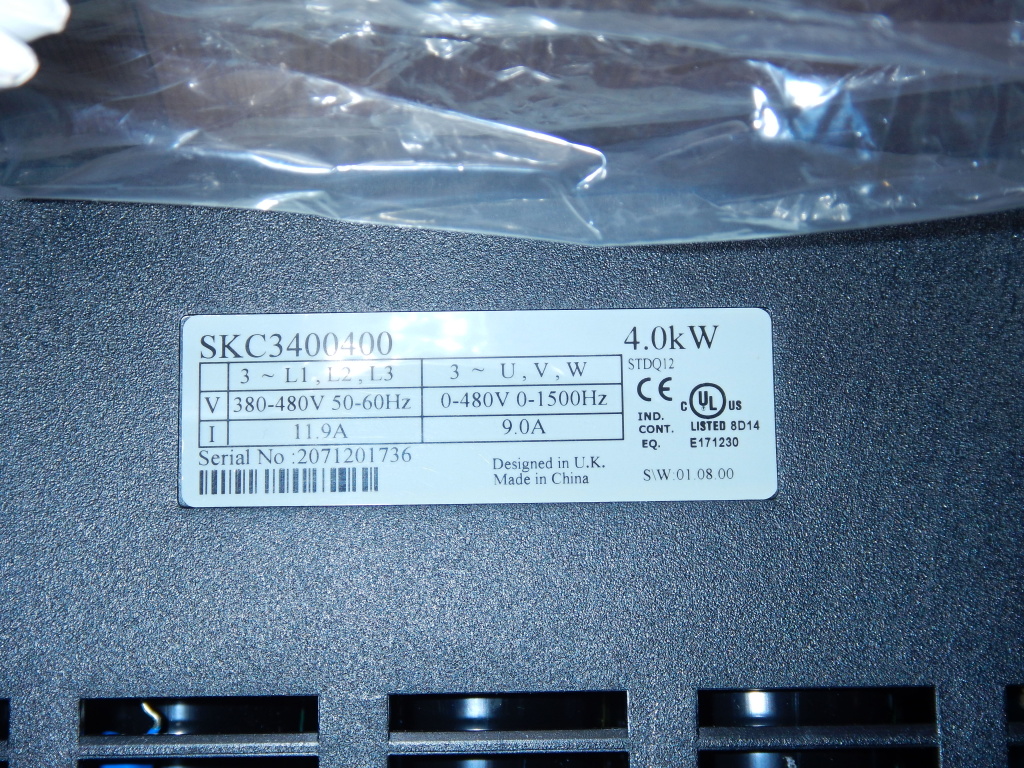 SKC3400400 4.0kW
STDQ12
3 ~ L1 , L2 , L3 3 ~ U , V , W
V 380-480V 50-60Hz 0-480V 0-1500Hz
I 11.9A 9.0A
CE C UL US
IND.
CONT. LISTED 8D14
EQ. E171230
Serial No :2071201736
Designed in U.K.
Made in China S\W:01.08.00